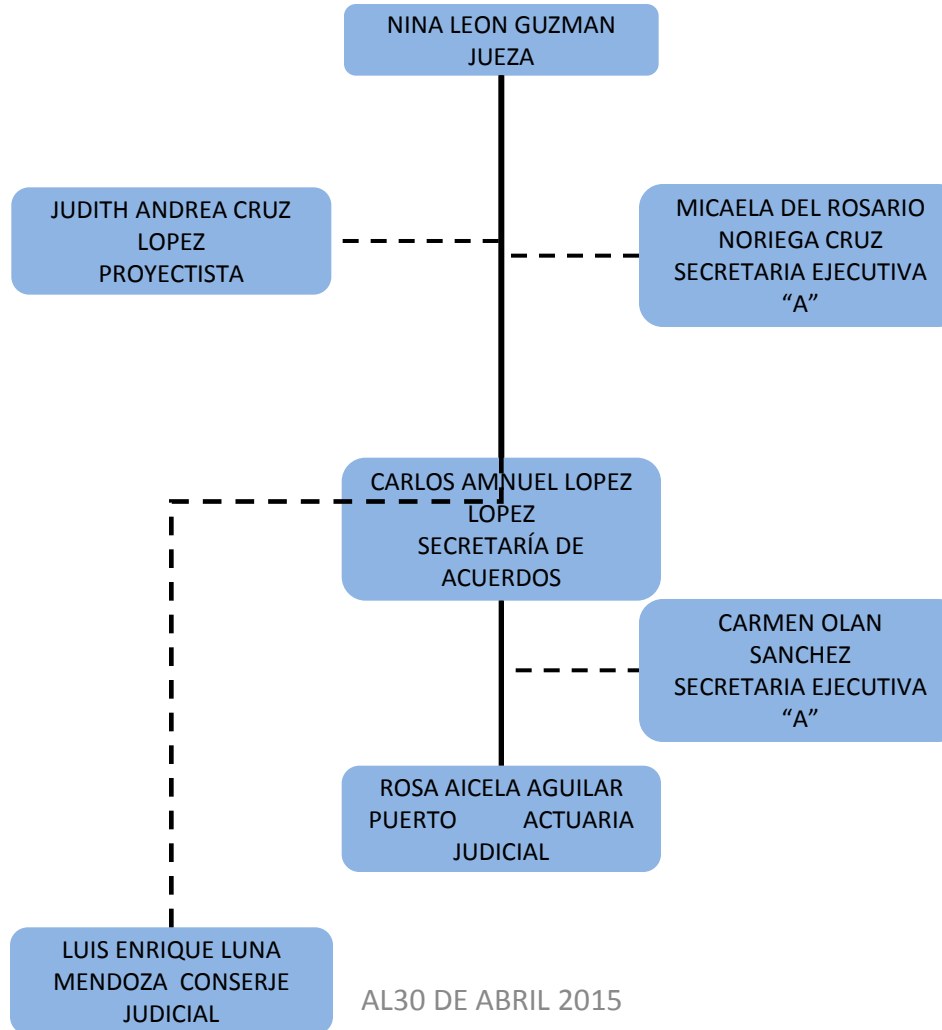 NINA LEON GUZMAN
JUEZA
JUDITH ANDREA CRUZ
LOPEZ
PROYECTISTA
MICAELA DEL ROSARIO
NORIEGA CRUZ
SECRETARIA EJECUTIVA
“A”
CARLOS AMNUEL LOPEZ
LOPEZ
SECRETARÍA DE
ACUERDOS
CARMEN OLAN
SANCHEZ
SECRETARIA EJECUTIVA
“A”
ROSA AICELA AGUILAR
PUERTO ACTUARIA
JUDICIAL
LUIS ENRIQUE LUNA
MENDOZA CONSERJE
JUDICIAL
AL30 DE ABRIL 2015